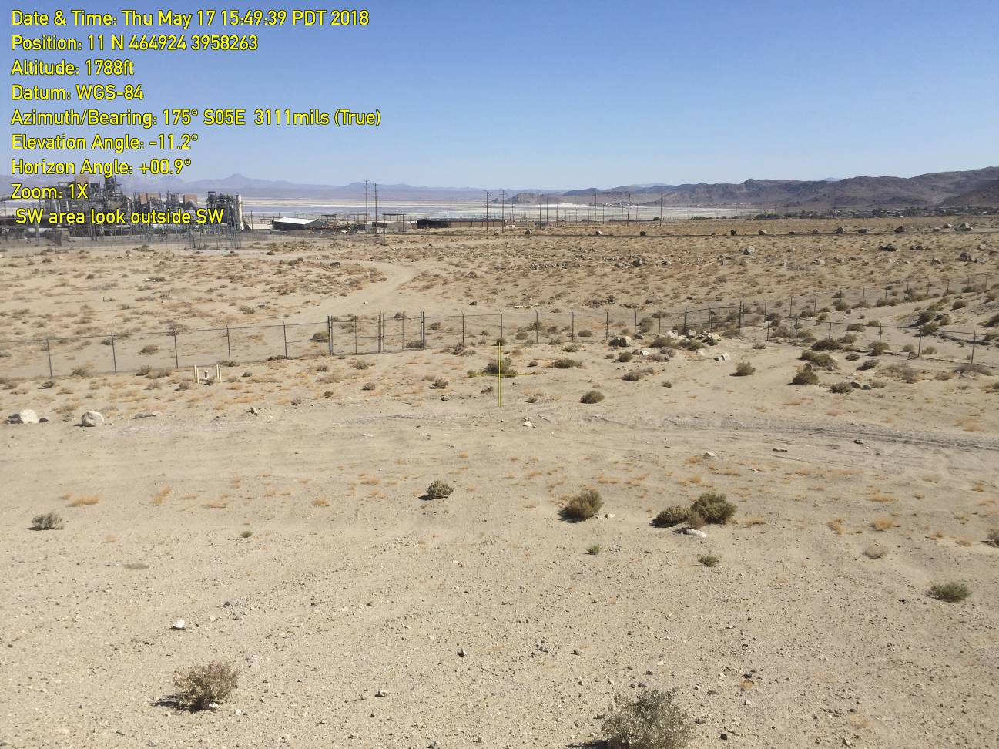 Date & Time: Thu May 17 15:49:39 PDT 2018
Position: 11 N 464924 3958263
Altitude: 1788ft
Datum: WGS-84
Azimuth/Bearing: 175° S05E 3111mils (True)
Elevation Angle: -11.2°
Horizon Angle: +00.9°
Zoom: 1X
SW area look outside SW